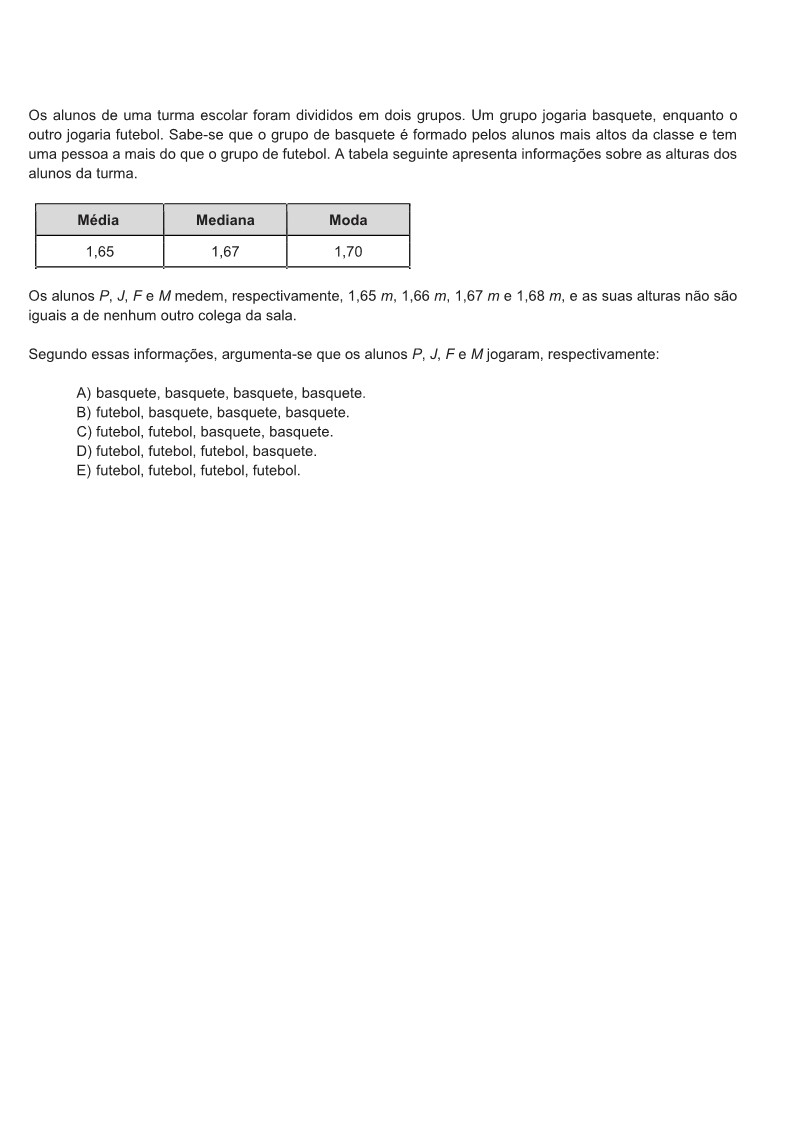 Os alunos de uma turma escolar foram divididos em dois grupos. Um grupo jogaria basquete, enquanto o
outro jogaria futebol. Sabe-se que o grupo de basquete é formado pelos alunos mais altos da classe e tem
uma pessoa a mais do que o grupo de futebol. A tabela seguinte apresenta informações sobre as alturas dos
alunos da turma.
Média Mediana Moda
1,65 1,67 1,70
Os alunos P, J, F e M medem, respectivamente, 1,65 m, 1,66 m, 1,67 m e 1,68 m, e as suas alturas não são
iguais a de nenhum outro colega da sala.
Segundo essas informações, argumenta-se que os alunos P, J, F e M jogaram, respectivamente:
A) basquete, basquete, basquete, basquete.
B) futebol, basquete, basquete, basquete.
C) futebol, futebol, basquete, basquete.
D) futebol, futebol, futebol, basquete.
E) futebol, futebol, futebol, futebol.